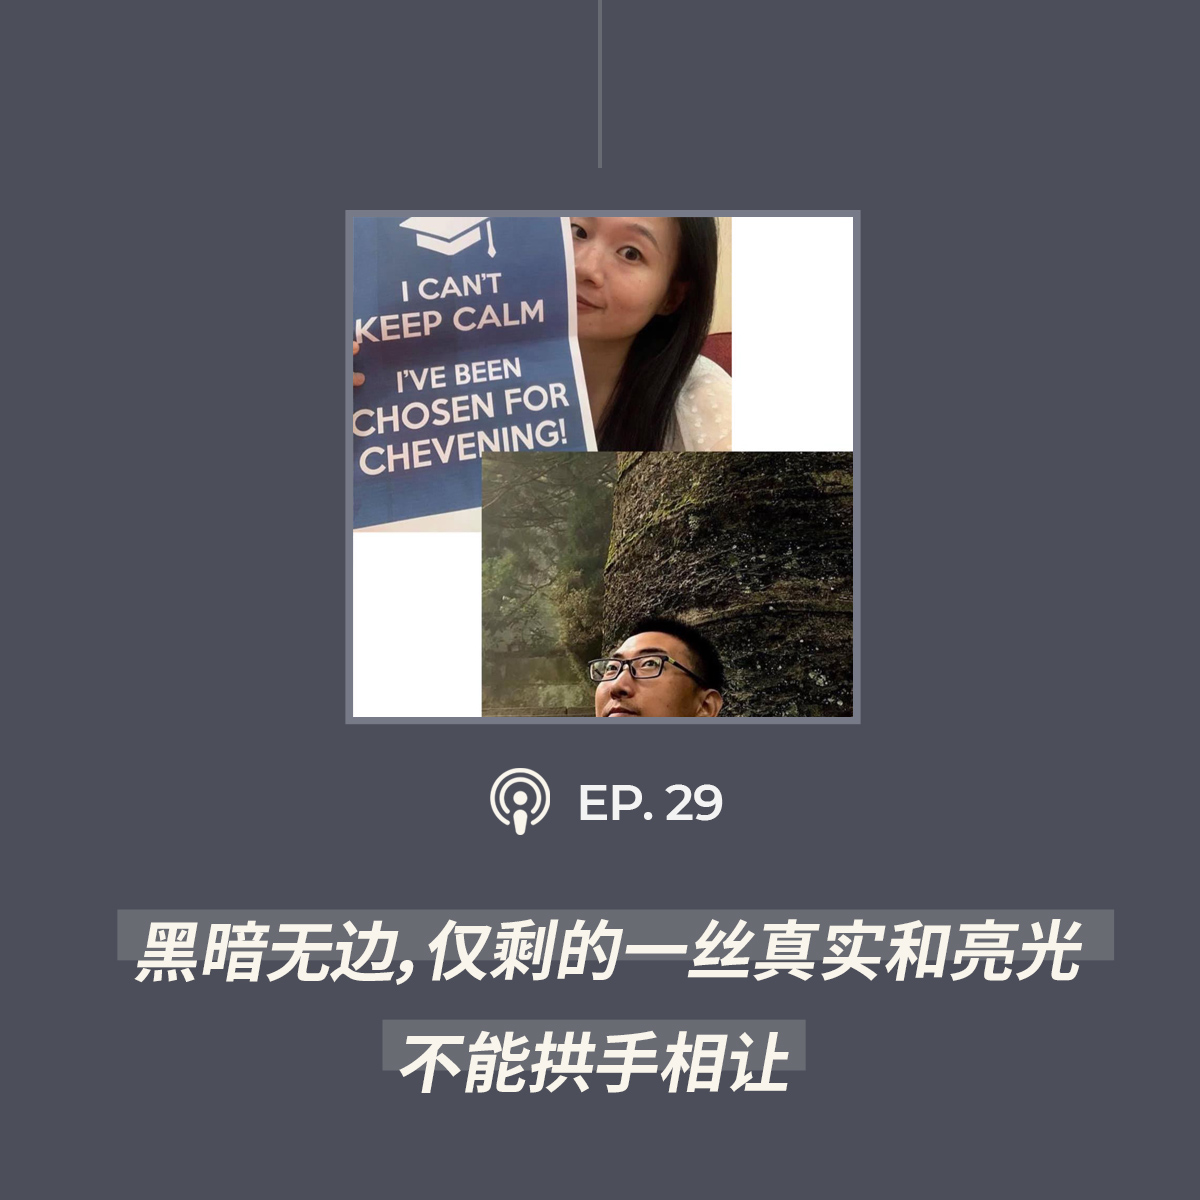 I CAN'T
KEEP CALM
I'VE BEEN
CHOSEN FOR
CHEVENING!
EP. 29
黑暗无边,仅剩的一丝真实和亮光
不能拱手相让